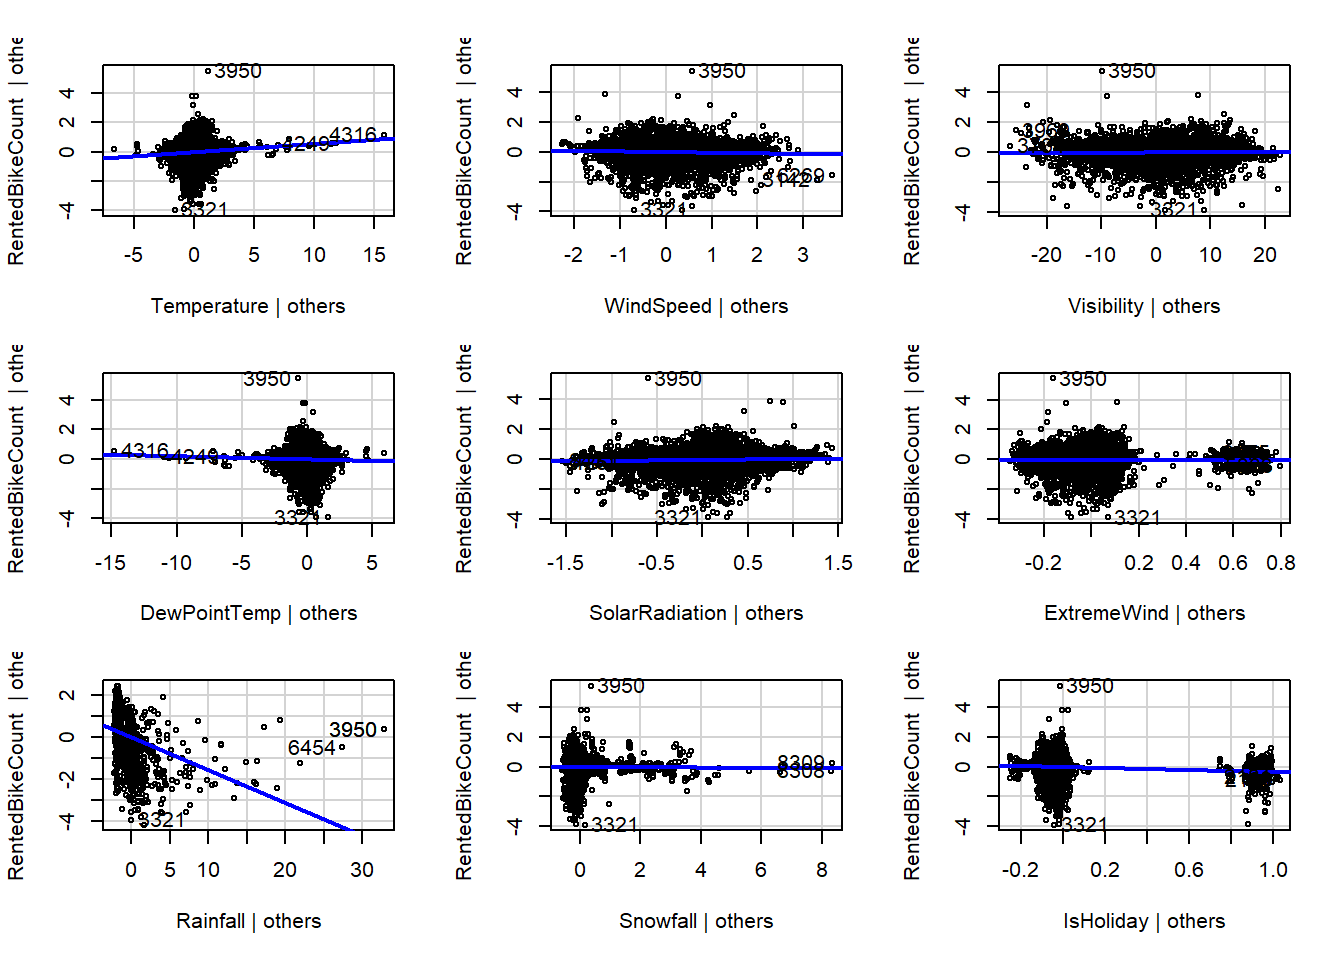 RentedBikeCount | othe
4
2
0
-4
3950
4316
3321
-5 0 5 10 15
Temperature | others
RentedBikeCount | othe
4
2
0
-4
3950
6269
3142
3321
-2 -1 0 1 2 3
WindSpeed | others
RentedBikeCount | othe
4
2
0
-4
3950
3321
-20 -10 0 10 20
Visibility | others
RentedBikeCount | othe
4
2
0
-4
3950
4316
3321
-15 -10 -5 0 5
DewPointTemp | others
RentedBikeCount | othe
4
2
0
-4
3950
3321
-1.5 -0.5 0.5 1.5
SolarRadiation | others
RentedBikeCount | othe
4
2
0
-4
3950
3321
-0.2 0.2 0.4 0.6 0.8
ExtremeWind | others
RentedBikeCount | othe
2
0
-2
-4
3950
6454
3321
0 5 10 20 30
Rainfall | others
RentedBikeCount | othe
4
2
0
-4
3950
8309
8308
3321
0 2 4 6 8
Snowfall | others
RentedBikeCount | othe
4
2
0
-4
3950
3321
-0.2 0.2 0.6 1.0
IsHoliday | others